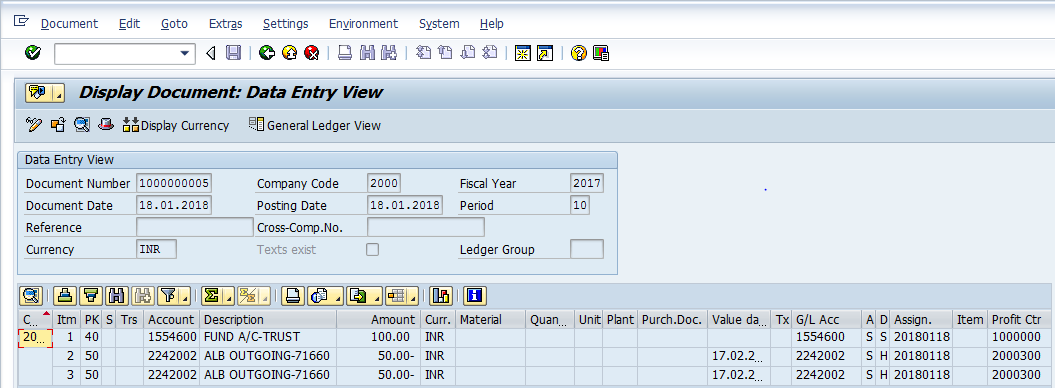 Document Edit Goto Extras Settings Environment System Help
Display Document: Data Entry View
Display Currency General Ledger View
Data Entry View
Document Number 1000000005 Company Code 2000 Fiscal Year 2017
Document Date 18.01.2018 Posting Date 18.01.2018 Period 10
Reference Cross-Comp.No.
Currency INR Texts exist Ledger Group
C... Itm PK S Trs Account Description Amount Curr. Material Quan... Unit Plant Purch.Doc. Value da... Tx G/L Acc A D Assign. Item Profit Ctr
20... 1 40 1554600 FUND A/C-TRUST 100.00 INR 1554600 S S 20180118 1000000
2 50 2242002 ALB OUTGOING-71660 50.00- INR 17.02.2... 2242002 S H 20180118 2000300
3 50 2242002 ALB OUTGOING-71660 50.00- INR 17.02.2... 2242002 S H 20180118 2000300